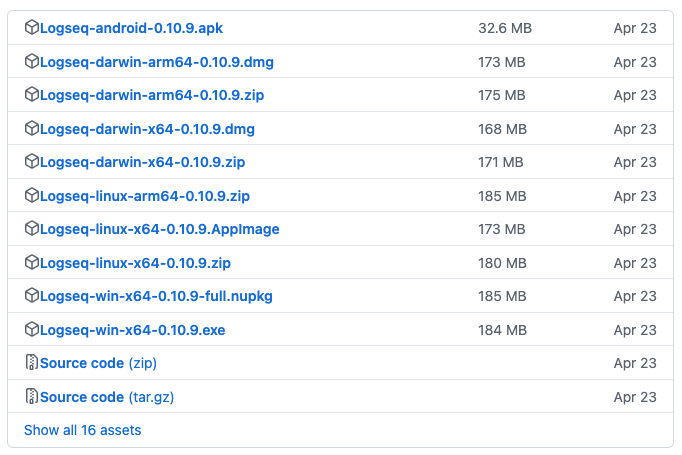 Logseq-android-0.10.9.apk 32.6 MB Apr 23
Logseq-darwin-arm64-0.10.9.dmg 173 MB Apr 23
Logseq-darwin-arm64-0.10.9.zip 175 MB Apr 23
Logseq-darwin-x64-0.10.9.dmg 168 MB Apr 23
Logseq-darwin-x64-0.10.9.zip 171 MB Apr 23
Logseq-linux-arm64-0.10.9.zip 185 MB Apr 23
Logseq-linux-x64-0.10.9.AppImage 173 MB Apr 23
Logseq-linux-x64-0.10.9.zip 180 MB Apr 23
Logseq-win-x64-0.10.9-full.nupkg 185 MB Apr 23
Logseq-win-x64-0.10.9.exe 184 MB Apr 23
Source code (zip) Apr 23
Source code (tar.gz) Apr 23
Show all 16 assets